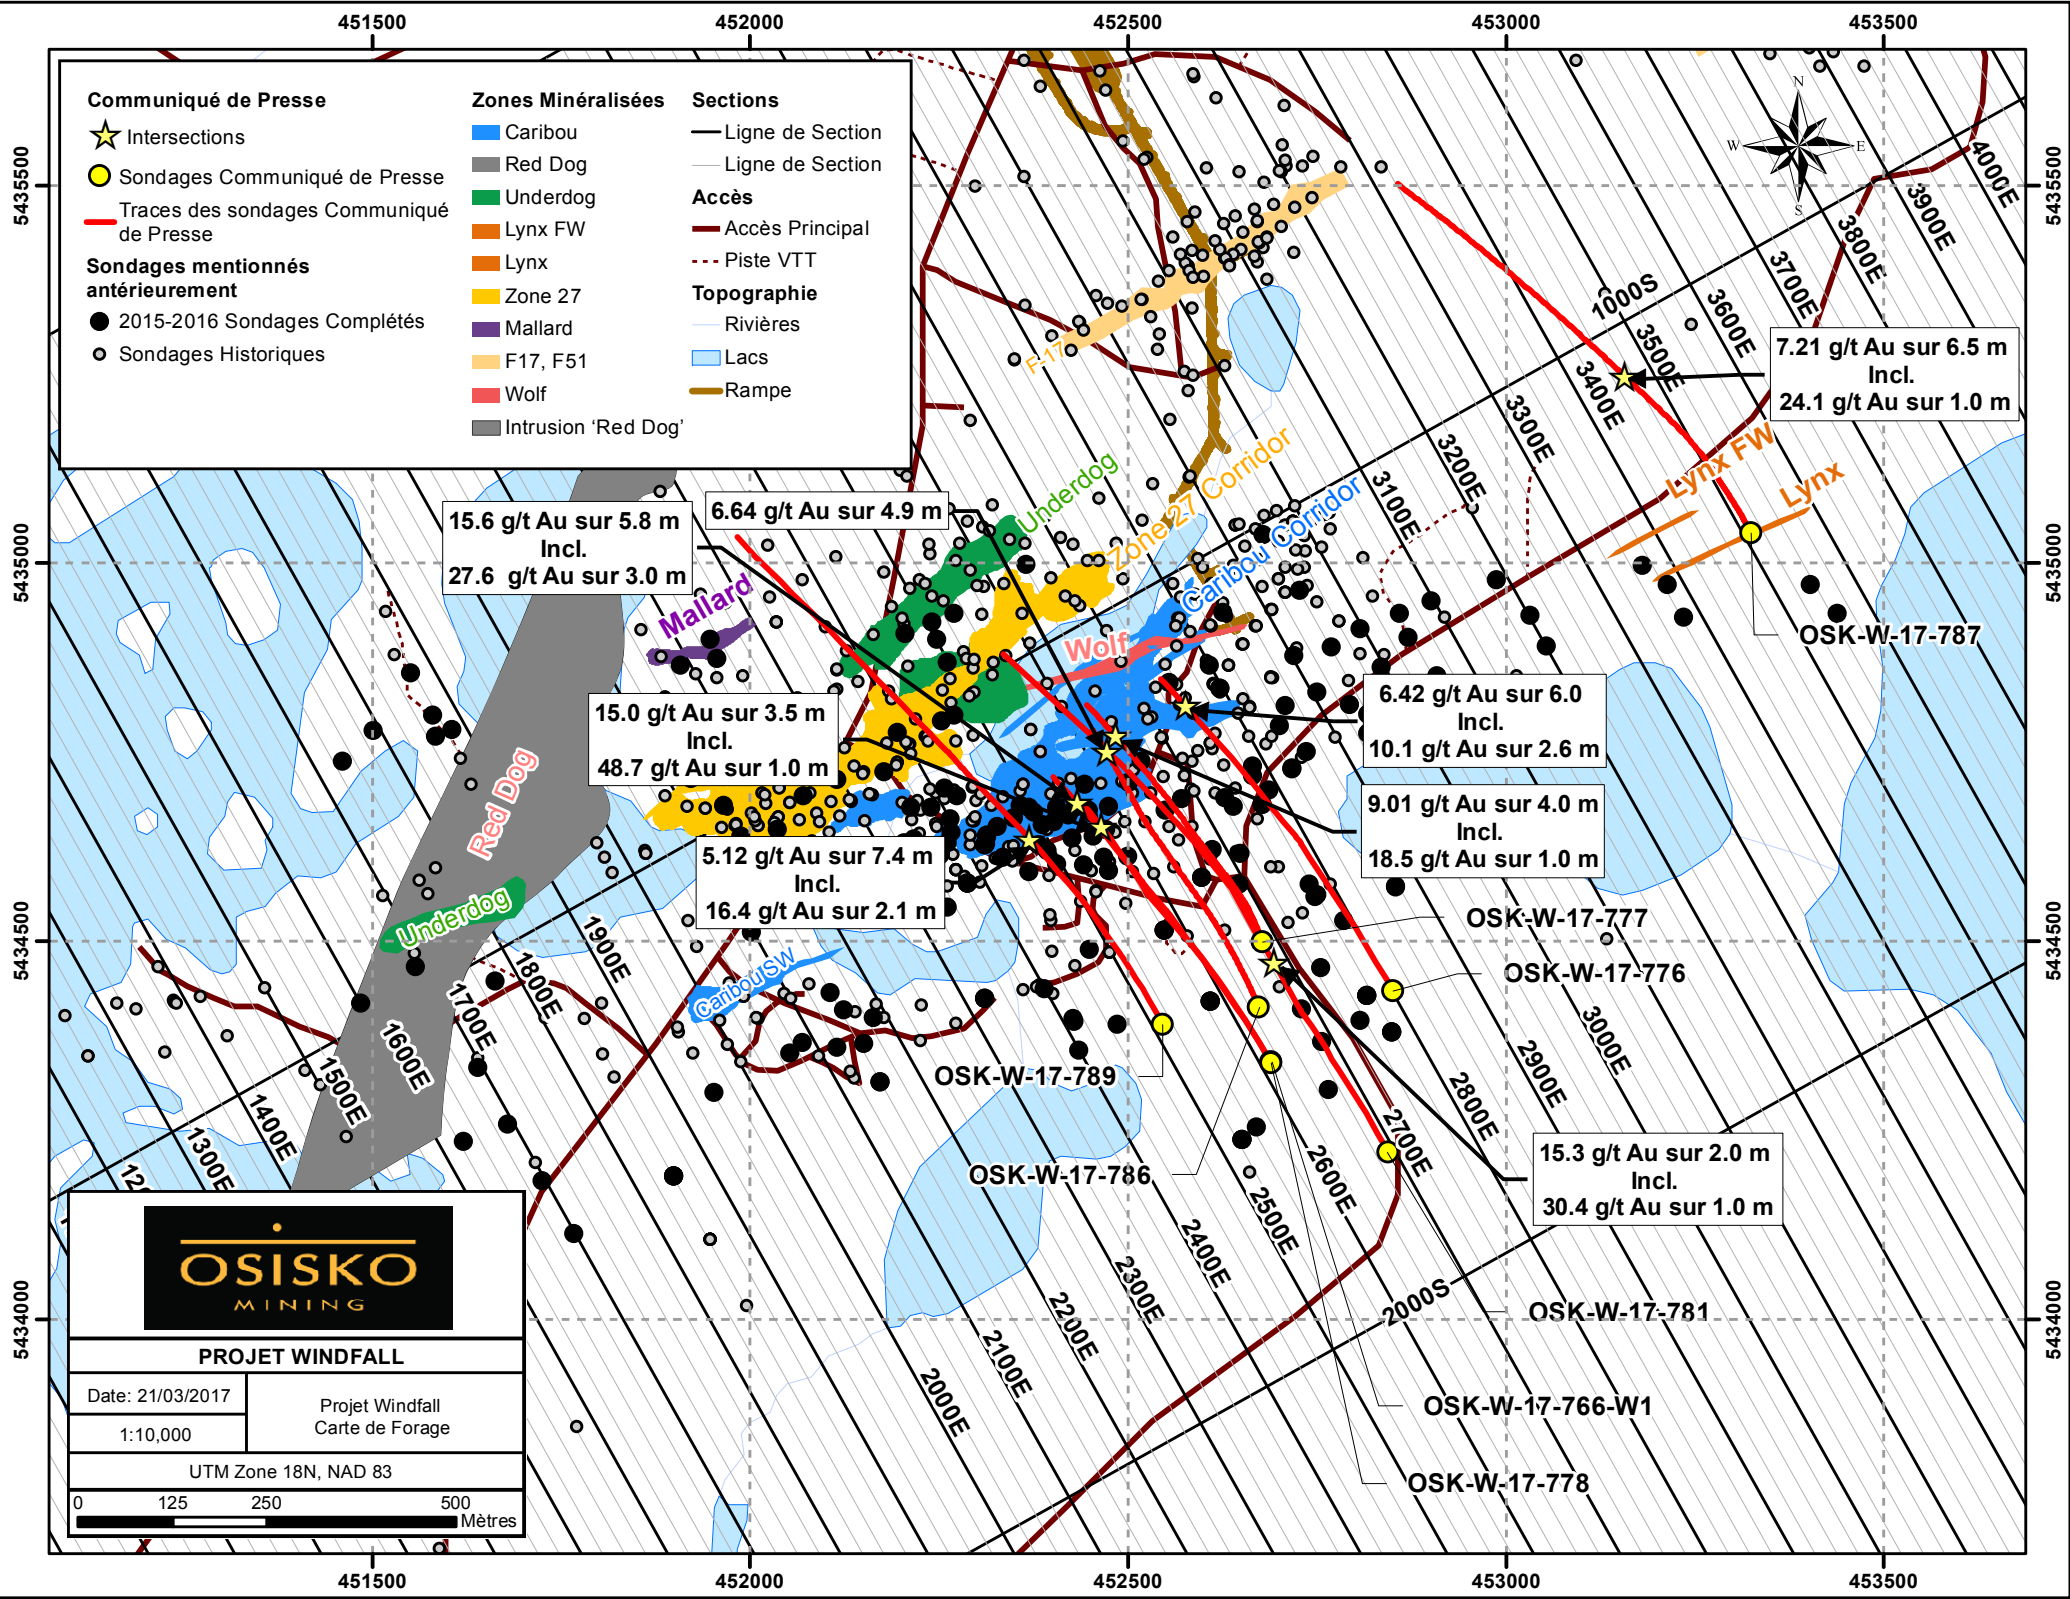 451500
452000
452500
453000
453500
Communiqué de Presse
Intersections
Sondages Communiqué de Presse
Traces des sondages Communiqué
de Presse
Sondages mentionnés
antérieurement
2015-2016 Sondages Complétés
Sondages Historiques
Zones Minéralisées
Caribou
Red Dog
Underdog
Lynx FW
Lynx
Zone 27
Mallard
F17, F51
Wolf
Intrusion 'Red Dog'
Sections
Ligne de Section
Ligne de Section
Accès
Accès Principal
Piste VTT
Topographie
Rivières
Lacs
Rampe
N
W
E
S
5435500
5435500
4000E
3900E
3800E
3700E
3600E
3500E
3400E
3300E
3200E
3100E
1000S
F-17
7.21 g/t Au sur 6.5 m
Incl.
24.1 g/t Au sur 1.0 m
Lynx FW
Lynx
Underdog
Zone 27 Corridor
Caribou Corridor
15.6 g/t Au sur 5.8 m
Incl.
27.6 g/t Au sur 3.0 m
6.64 g/t Au sur 4.9 m
5435000
5435000
Mallard
Wolf
OSK-W-17-787
15.0 g/t Au sur 3.5 m
Incl.
48.7 g/t Au sur 1.0 m
6.42 g/t Au sur 6.0
Incl.
10.1 g/t Au sur 2.6 m
Red Dog
9.01 g/t Au sur 4.0 m
Incl.
18.5 g/t Au sur 1.0 m
5.12 g/t Au sur 7.4 m
Incl.
16.4 g/t Au sur 2.1 m
Underdog
OSK-W-17-777
5434500
5434500
1900E
1800E
1700E
1600E
1500E
1400E
1300E
Caribou SW
OSK-W-17-776
3000E
2900E
2800E
2700E
2600E
2500E
2400E
2300E
2200E
2100E
2000E
OSK-W-17-789
OSK-W-17-786
15.3 g/t Au sur 2.0 m
Incl.
30.4 g/t Au sur 1.0 m
2000S
5434000
5434000
OSK-W-17-781
OSK-W-17-766-W1
OSK-W-17-778
OSISKO
MINING
PROJET WINDFALL
Date: 21/03/2017
1:10,000
Projet Windfall
Carte de Forage
UTM Zone 18N, NAD 83
0
125
250
500
Mètres
451500
452000
452500
453000
453500